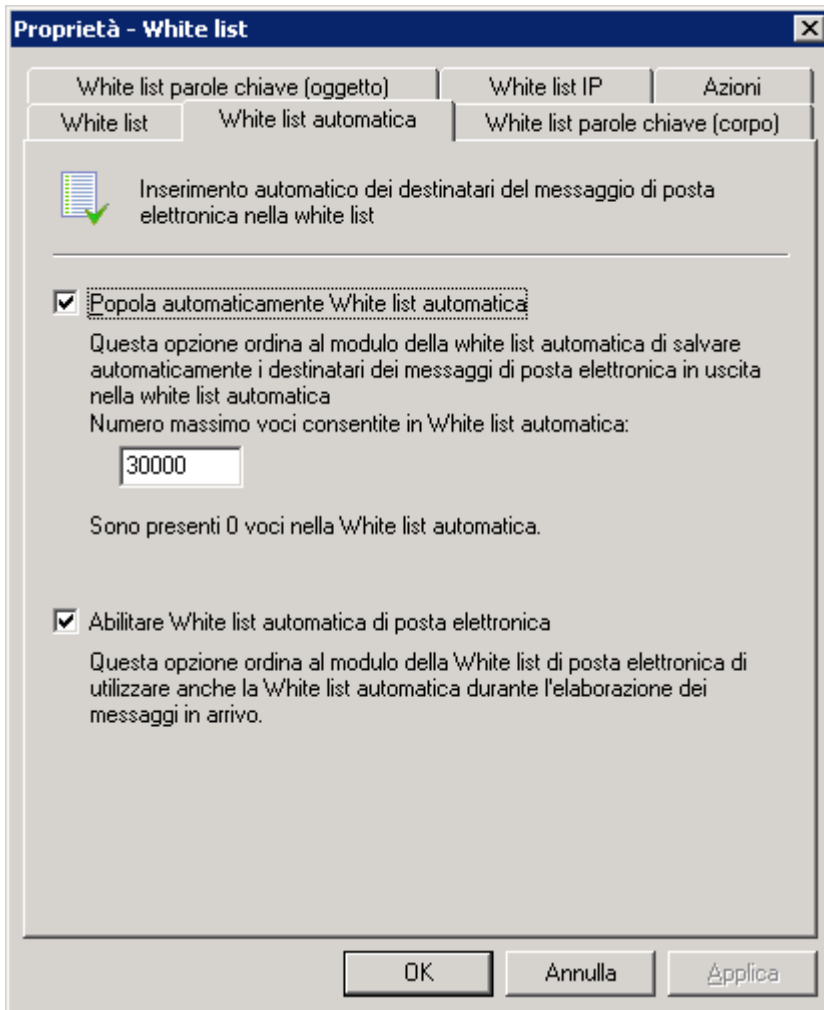 Proprietà - White list
White list parole chiave (oggetto)
White list IP
Azioni
White list
White list automatica
White list parole chiave (corpo)
Inserimento automatico dei destinatari del messaggio di posta
elettronica nella white list
Popola automaticamente White list automatica
Questa opzione ordina al modulo della white list automatica di salvare
automaticamente i destinatari dei messaggi di posta elettronica in uscita
nella white list automatica
Numero massimo voci consentite in White list automatica:
30000
Sono presenti 0 voci nella White list automatica.
Abilitare White list automatica di posta elettronica
Questa opzione ordina al modulo della White list di posta elettronica di
utilizzare anche la White list automatica durante l'elaborazione dei
messaggi in arrivo.
OK
Annulla
Applica